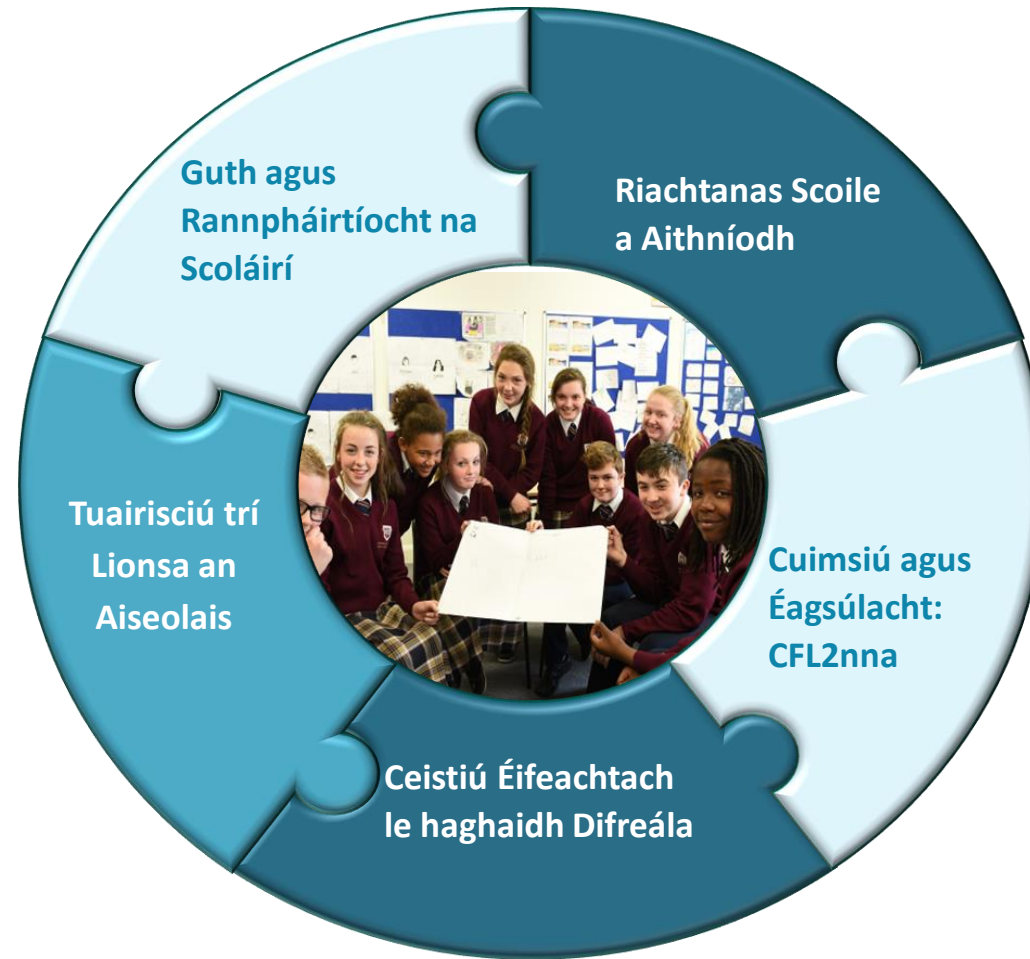 Guth agus
Rannpháirtíocht na
Scoláirí
Riachtanas Scoile
a Aithníodh
Tuairisciú trí
Lionsa an
Aiseolais
Cuimsiú agus
Éagsúlacht:
CFL2nna
Ceistiú Éifeachtach
le haghaidh Difreála